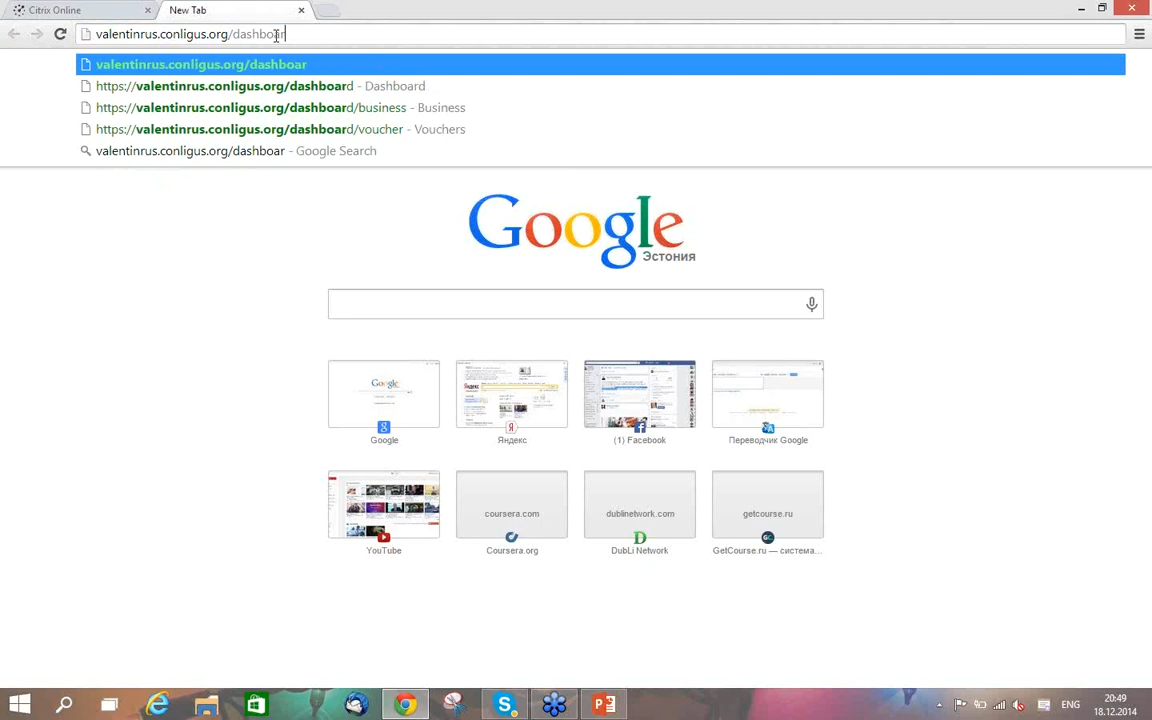 Citrix Online
New Tab
valentinrus.conligus.org/dashboar
valentinrus.conligus.org/dashboar
https://valentinrus.conligus.org/dashboard - Dashboard
https://valentinrus.conligus.org/dashboard/business - Business
https://valentinrus.conligus.org/dashboard/voucher - Vouchers
valentinrus.conligus.org/dashboar - Google Search
Google
Эстония
Google
Яндекс
(1) Facebook
Переводчик Google
coursera.com
dublinetwork.com
getcourse.ru
YouTube
Coursera.org
DubLi Network
GetCourse.ru — система...
ENG
20:49
18.12.2014